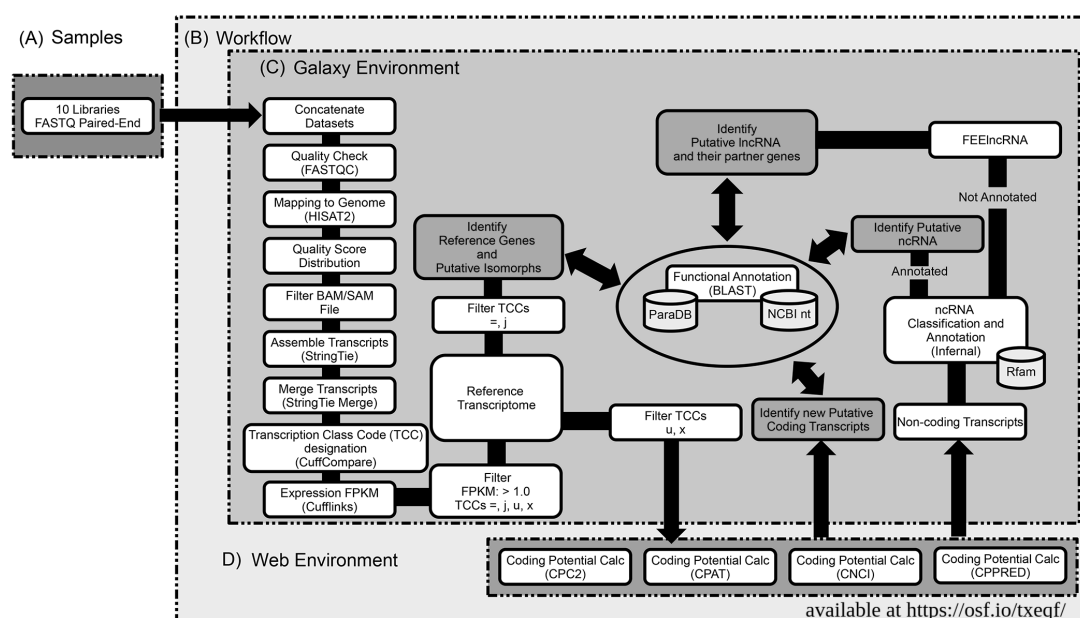 (A) Samples
10 Libraries
FASTQ Paired-End
(B) Workflow
(C) Galaxy Environment
Concatenate
Datasets
Quality Check
(FASTQC)
Mapping to Genome
(HISAT2)
Quality Score
Distribution
Filter BAM/SAM
File
Assemble Transcripts
(StringTie)
Merge Transcripts
(StringTie Merge)
Transcription Class Code (TCC)
designation
(CuffCompare)
Expression FPKM
(Cufflinks)
Filter
FPKM: > 1.0
TCCs =, j, u, x
Reference
Transcriptome
Filter TCCs
=, j
Identify
Reference Genes
and
Putative Isomorphs
Filter TCCs
u, x
Functional Annotation
(BLAST)
ParaDB
NCBI nt
Identify
Putative lncRNA
and their partner genes
FEElncRNA
Not Annotated
Identify Putative
ncRNA
Annotated
ncRNA
Classification and
Annotation
(Infernal)
Rfam
Identify new Putative
Coding Transcripts
Non-coding Transcripts
D) Web Environment
Coding Potential Calc
(CPC2)
Coding Potential Calc
(CPAT)
Coding Potential Calc
(CNCI)
Coding Potential Calc
(CPPRED)
available at https://osf.io/txeqf/